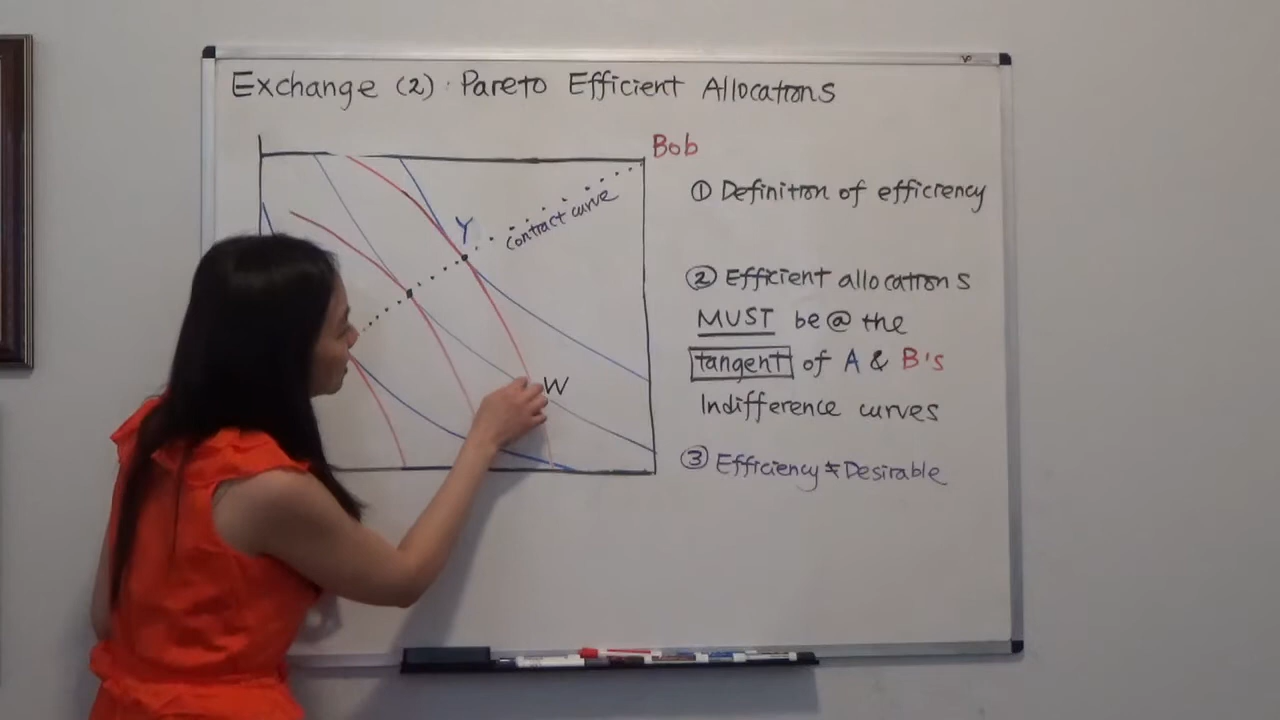 Exchange (2): Pareto Efficient Allocations
Bob
Y
contract curve
W
① Definition of efficiency
② Efficient allocations
MUST be @ the
tangent of A & B's
Indifference curves
③ Efficiency ≠ Desirable